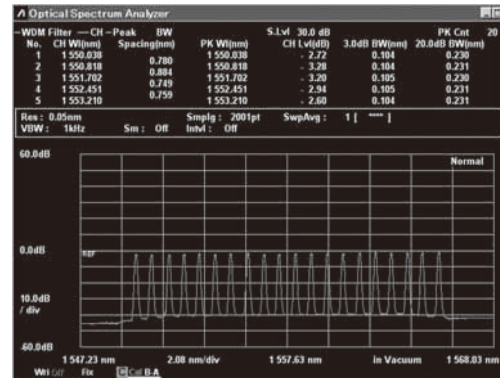 Optical Spectrum Analyzer
WDM Filter — CH - Peak BW S.Lvl 30.0 dB PK Cnt 20
No. CH Wl(nm) Spacing(nm) PK Wl(nm) CH Lvl(dB) 3.0dB BW(nm) 20.0dB BW(nm)
1 1 550.038 1 550.038 - 2.72 0.104 0.230
0.780
2 1 550.818 1 550.818 - 3.28 0.104 0.231
0.884
3 1 551.702 1 551.702 - 3.20 0.105 0.230
0.749
4 1 552.451 1 552.451 - 2.94 0.104 0.231
0.759
5 1 553.210 1 553.210 - 2.60 0.104 0.231
Res : 0.05nm Smplg : 2001pt SwpAvg : 1 [ **** ]
VBW : 1kHz Sm : Off Intvl : Off
60.0dB
Normal
0.0dB
REF
10.0dB
/ div
-60.0dB
1 547.23 nm 2.08 nm/div 1 557.63 nm in Vacuum 1 568.03 nm
Wri Off Fix C Cal B-A